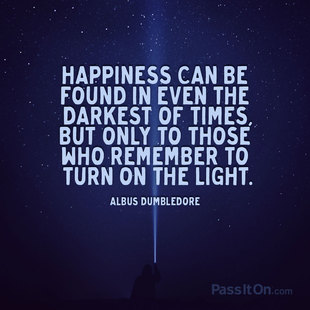 HAPPINESS CAN BE
FOUND IN EVEN THE
DARKEST OF TIMES,
BUT ONLY TO THOSE
WHO REMEMBER TO
TURN ON THE LIGHT.
ALBUS DUMBLEDORE
PassItOn.com